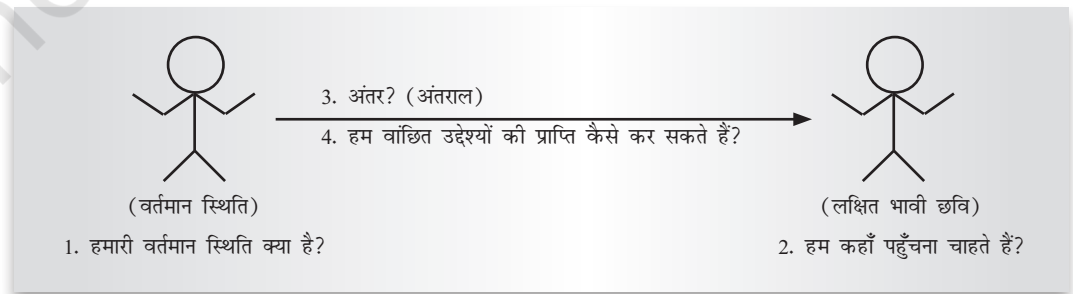 3. अंतर? (अंतराल)
4. हम वांछित उद्देश्यों की प्राप्ति कैसे कर सकते हैं?
(वर्तमान स्थिति)
(लक्षित भावी छवि)
1. हमारी वर्तमान स्थिति क्या है?
2. हम कहाँ पहुँचना चाहते हैं?